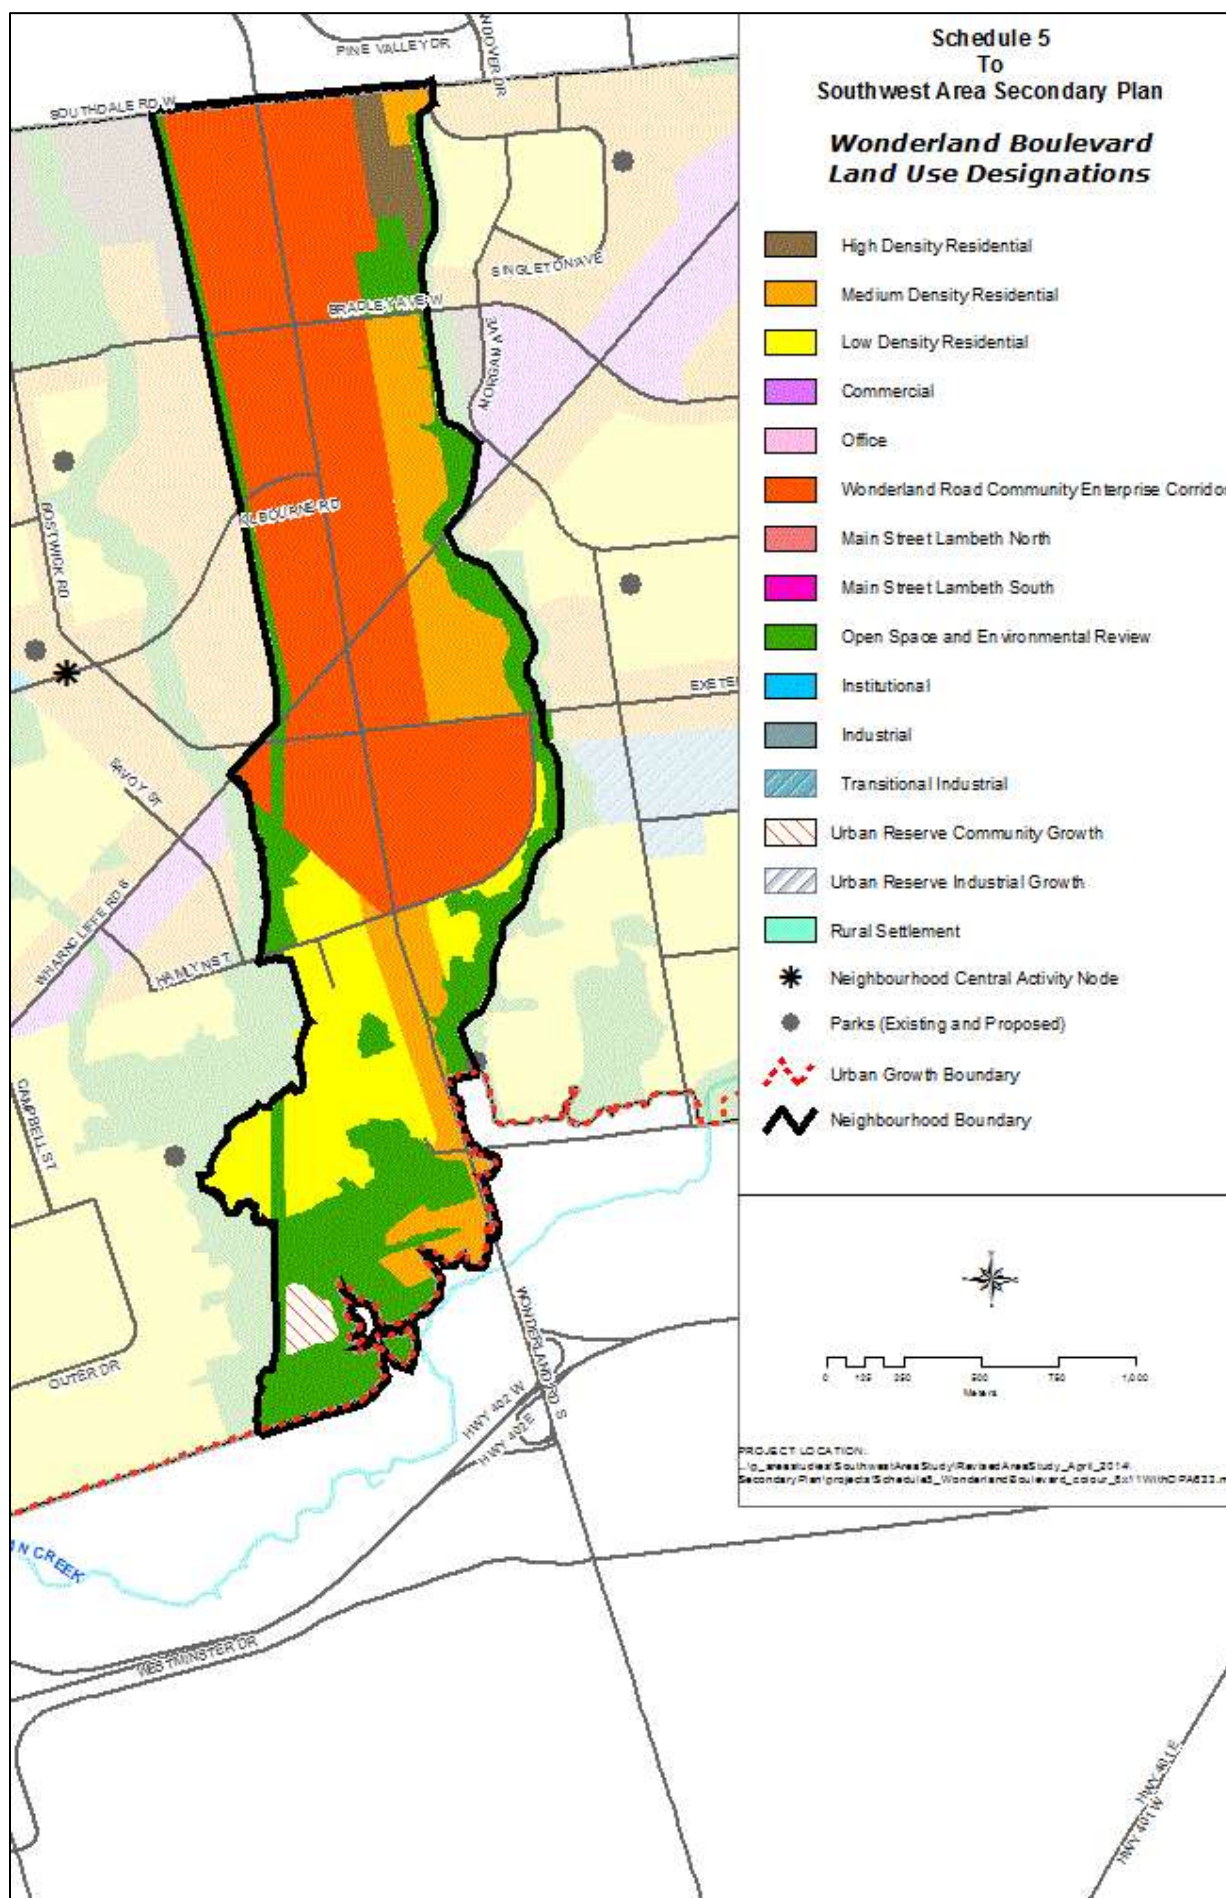 Schedule 5
To
Southwest Area Secondary Plan
Wonderland Boulevard
Land Use Designations
High Density Residential
Medium Density Residential
Low Density Residential
Commercial
Office
Wonderland Road Community Enterprise Corridor
Main Street Lambeth North
Main Street Lambeth South
Open Space and Environmental Review
Institutional
Industrial
Transitional Industrial
Urban Reserve Community Growth
Urban Reserve Industrial Growth
Rural Settlement
Neighbourhood Central Activity Node
Parks (Existing and Proposed)
Urban Growth Boundary
Neighbourhood Boundary
0 125 250 500 750 1,000
Meters
PROJECT LOCATION:
PINE VALLEY DR
NDOVER DR
SOUTHDALE RD W
SINGLETON AVE
BRADLEY AVE W
MORGAN AVE
KILBOURNE RD
BOSTWICK RD
EXETE
SAVOY ST
WHARNCLIFFE RD S
HAMLYN ST
CAMPBELL ST
OUTER DR
WONDERLAND RD S
HWY 402 W
HWY 402 E
N CREEK
WESTMINSTER DR
HWY 401 E
HWY 401 W